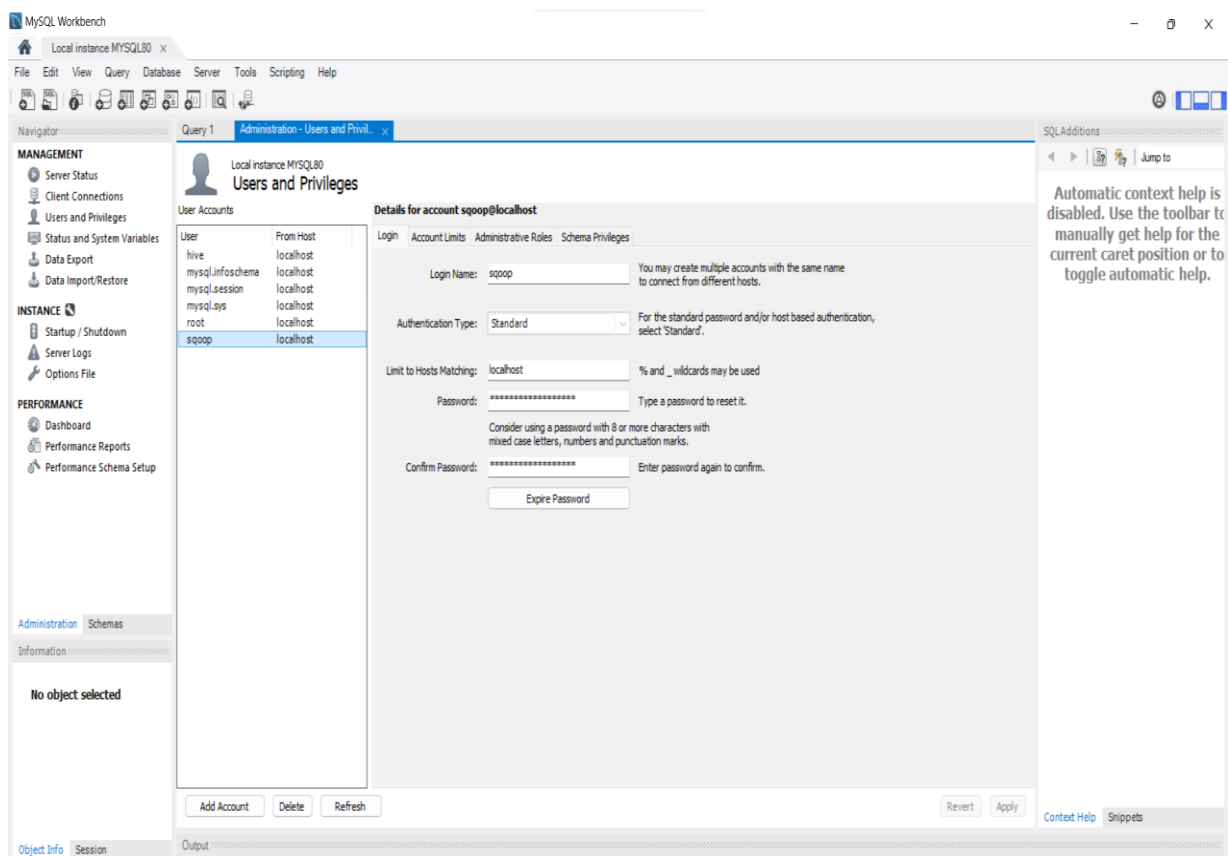 MySQL Workbench
Local instance MYSQL80
File Edit View Query Database Server Tools Scripting Help
Navigator
MANAGEMENT
Server Status
Client Connections
Users and Privileges
Status and System Variables
Data Export
Data Import/Restore
INSTANCE
Startup / Shutdown
Server Logs
Options File
PERFORMANCE
Dashboard
Performance Reports
Performance Schema Setup
Administration Schemas
Information
No object selected
Object Info Session
Query 1 Administration - Users and Privil..
Local instance MYSQL80
Users and Privileges
User Accounts
User From Host
hive localhost
mysql.infoschema localhost
mysql.session localhost
mysql.sys localhost
root localhost
sqoop localhost
Add Account Delete Refresh
Details for account sqoop@localhost
Login Account Limits Administrative Roles Schema Privileges
Login Name: sqoop You may create multiple accounts with the same name
to connect from different hosts.
Authentication Type: Standard For the standard password and/or host based authentication,
select 'Standard'.
Limit to Hosts Matching: localhost % and _ wildcards may be used
Password: ****************** Type a password to reset it.
Consider using a password with 8 or more characters with
mixed case letters, numbers and punctuation marks.
Confirm Password: ****************** Enter password again to confirm.
Expire Password
Revert Apply
Output
SQLAdditions
Jump to
Automatic context help is
disabled. Use the toolbar to
manually get help for the
current caret position or to
toggle automatic help.
Context Help Snippets